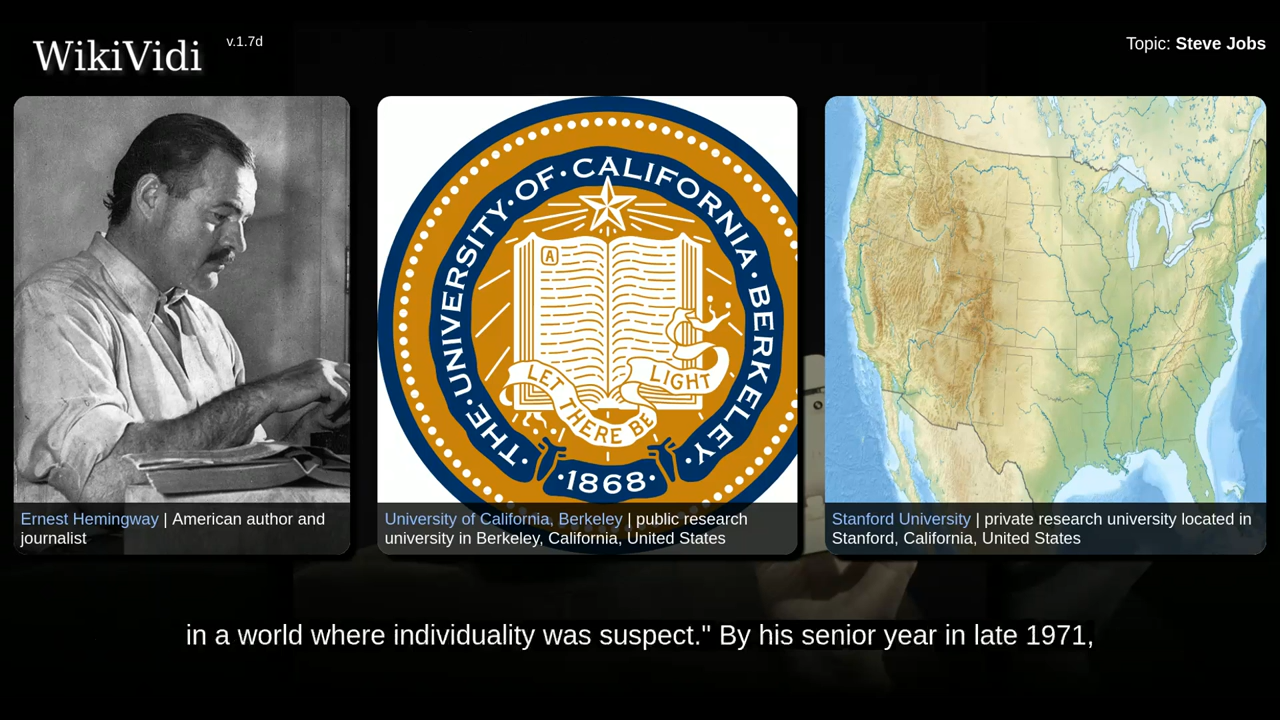 WikiVidi
v.1.7d
Topic: Steve Jobs
THE·UNIVERSITY·OF·CALIFORNIA·BERKELEY
A
LET THERE BE LIGHT
·1868·
Ernest Hemingway | American author and
journalist
University of California, Berkeley | public research
university in Berkeley, California, United States
Stanford University | private research university located in
Stanford, California, United States
in a world where individuality was suspect." By his senior year in late 1971,